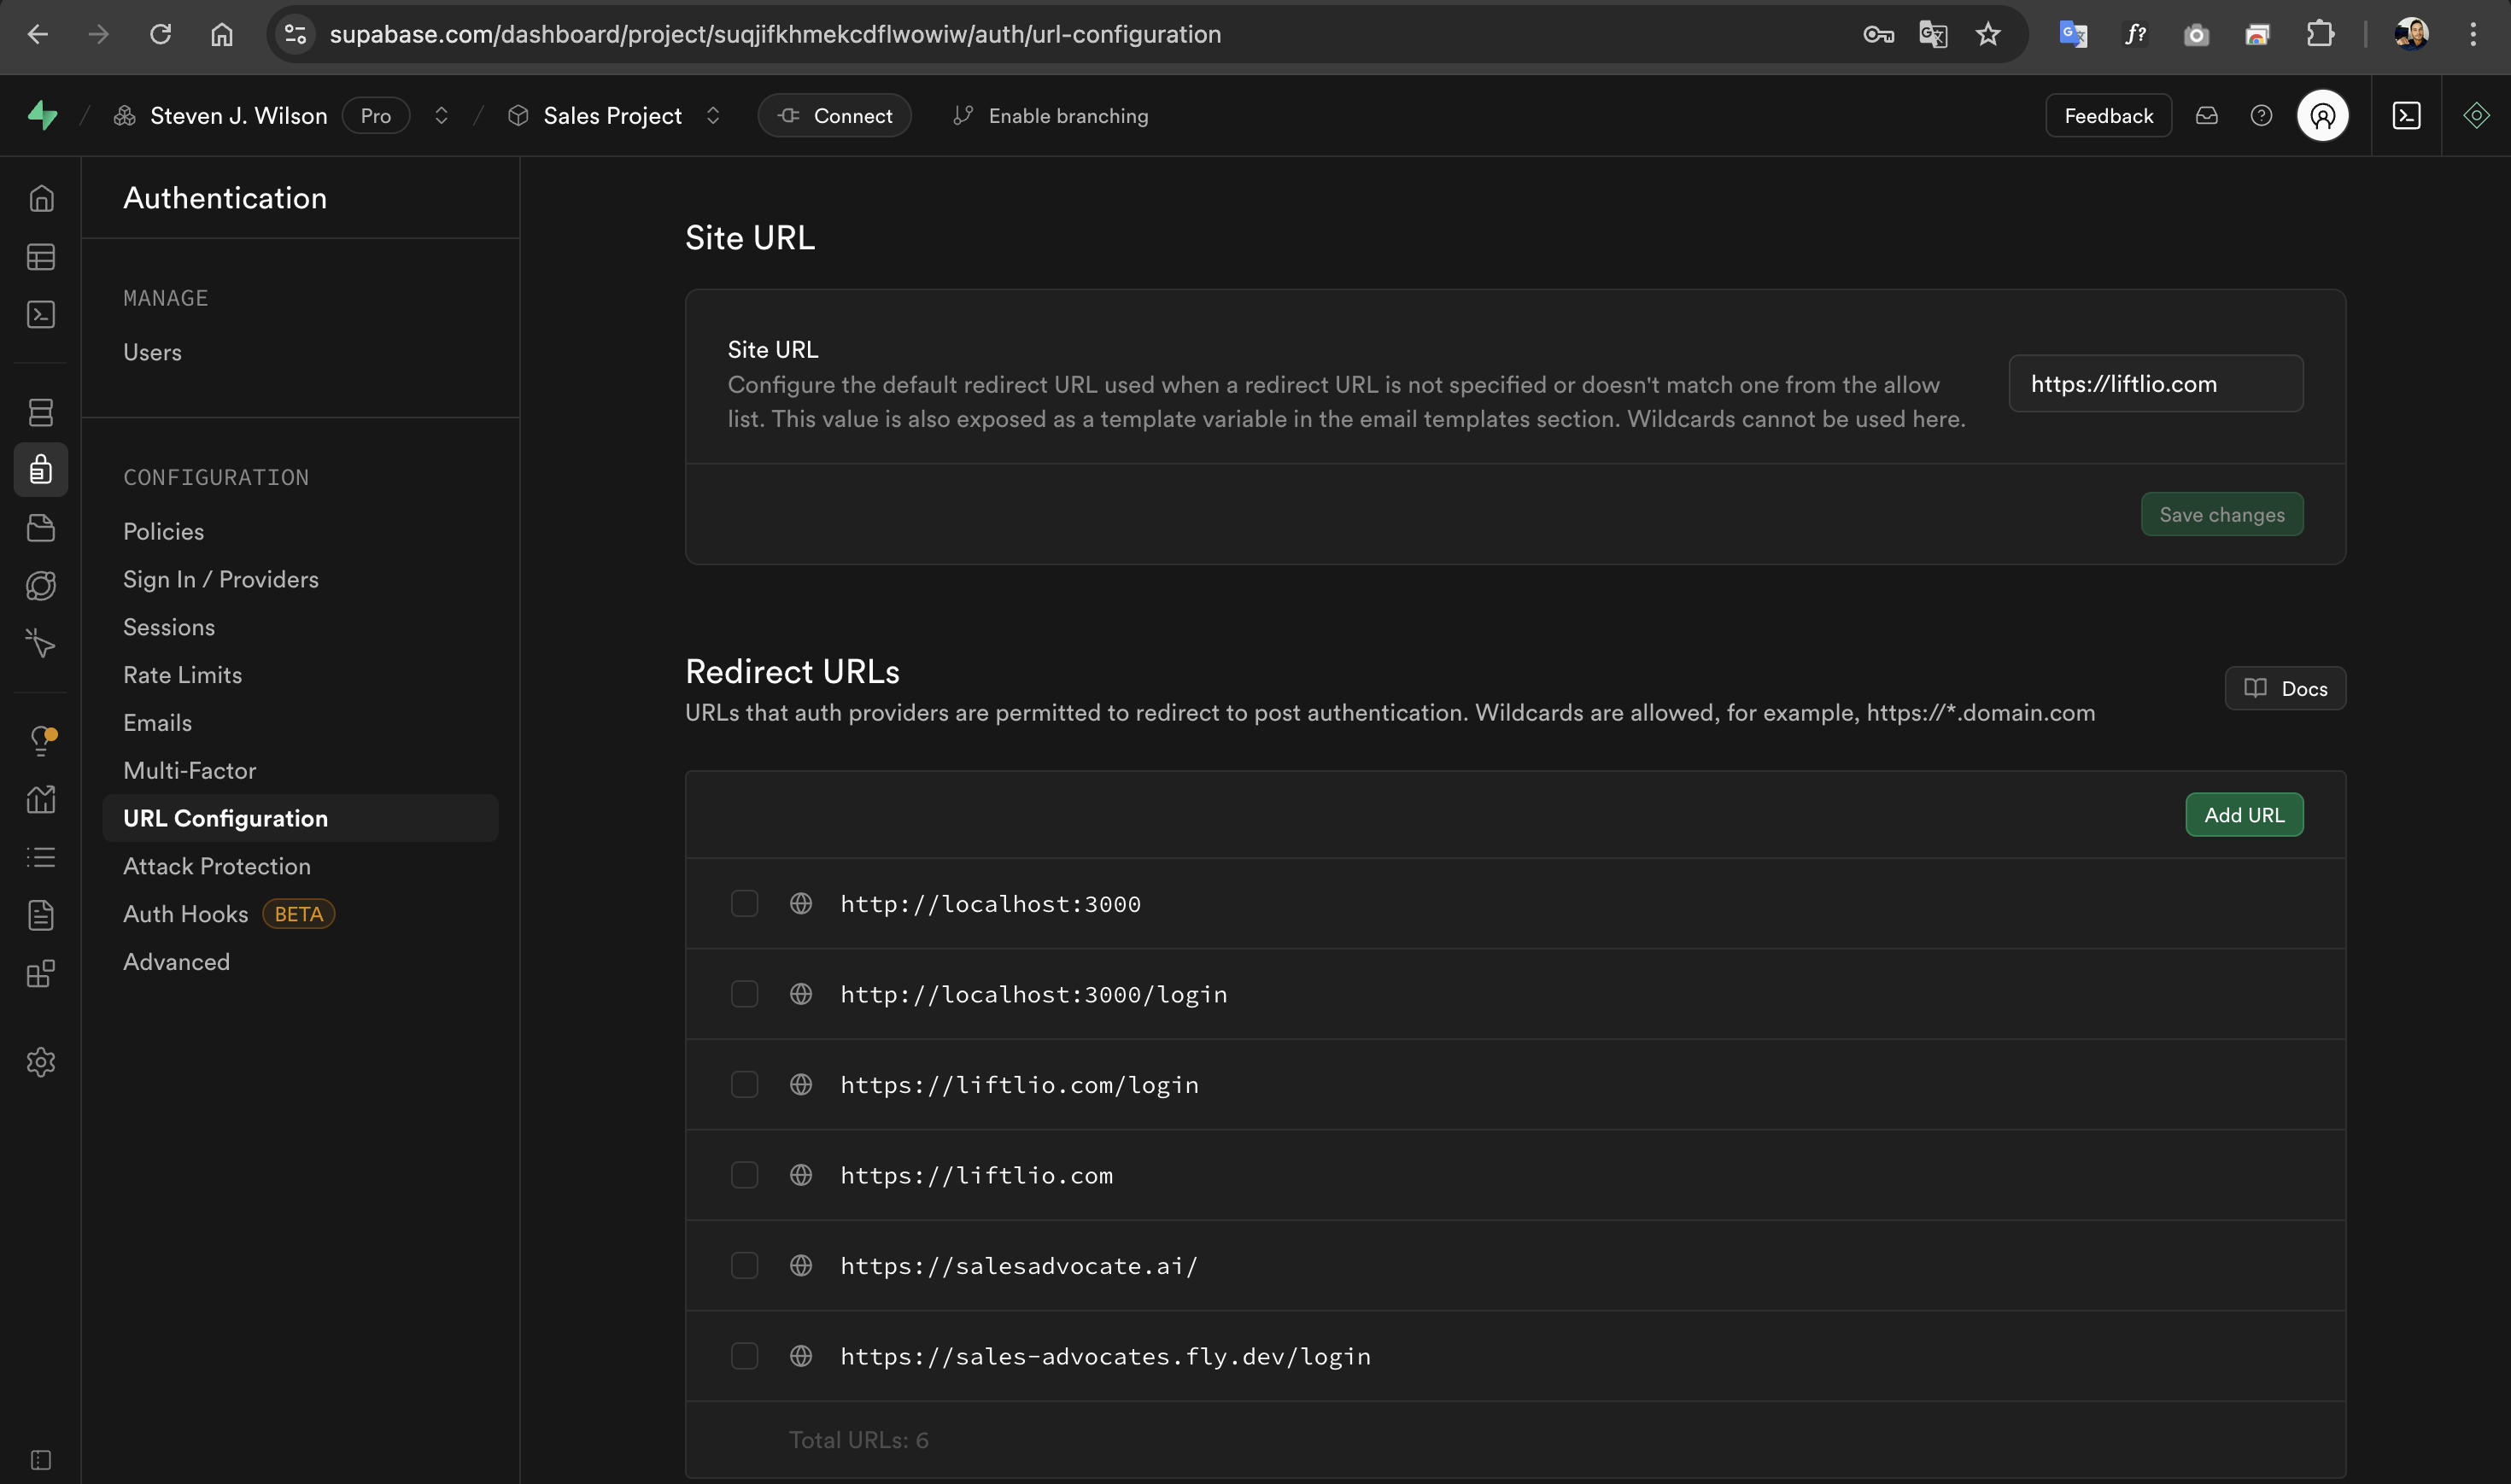 supabase.com/dashboard/project/suqjifkhmekcdflwowiw/auth/url-configuration
Steven J. Wilson
Pro
Sales Project
Connect
Enable branching
Feedback
Authentication
MANAGE
Users
CONFIGURATION
Policies
Sign In / Providers
Sessions
Rate Limits
Emails
Multi-Factor
URL Configuration
Attack Protection
Auth Hooks BETA
Advanced
Site URL
Site URL
Configure the default redirect URL used when a redirect URL is not specified or doesn't match one from the allow
list. This value is also exposed as a template variable in the email templates section. Wildcards cannot be used here.
https://liftlio.com
Save changes
Redirect URLs
URLs that auth providers are permitted to redirect to post authentication. Wildcards are allowed, for example, https://*.domain.com
Docs
Add URL
http://localhost:3000
http://localhost:3000/login
https://liftlio.com/login
https://liftlio.com
https://salesadvocate.ai/
https://sales-advocates.fly.dev/login
Total URLs: 6